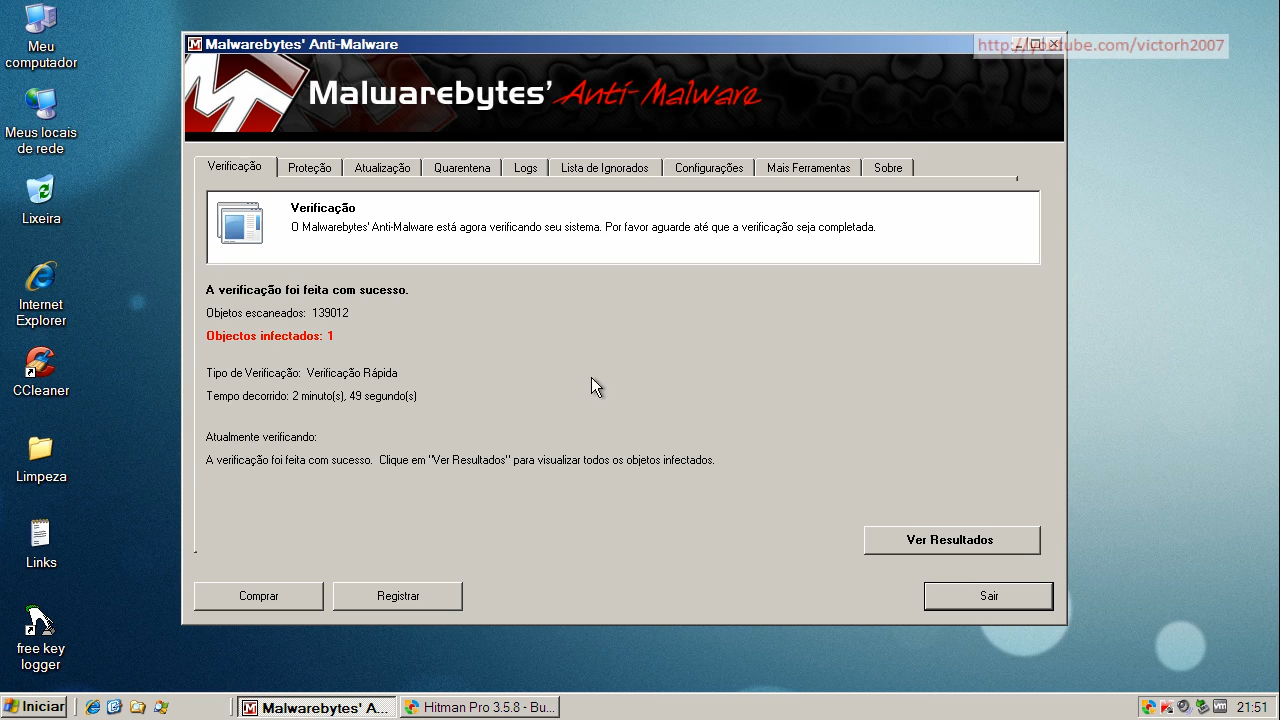 Meu
computador
Meus locais
de rede
Lixeira
Internet
Explorer
CCleaner
Limpeza
Links
free key
logger
Malwarebytes' Anti-Malware
http://youtube.com/victorh2007
Malwarebytes' Anti-Malware
Verificação
Proteção
Atualização
Quarentena
Logs
Lista de Ignorados
Configurações
Mais Ferramentas
Sobre
Verificação
O Malwarebytes' Anti-Malware está agora verificando seu sistema. Por favor aguarde até que a verificação seja completada.
A verificação foi feita com sucesso.
Objetos escaneados: 139012
Objectos infectados: 1
Tipo de Verificação: Verificação Rápida
Tempo decorrido: 2 minuto(s), 49 segundo(s)
Atualmente verificando:
A verificação foi feita com sucesso. Clique em "Ver Resultados" para visualizar todos os objetos infectados.
Ver Resultados
Comprar
Registrar
Sair
Iniciar
Malwarebytes' A...
Hitman Pro 3.5.8 - Bu...
21:51